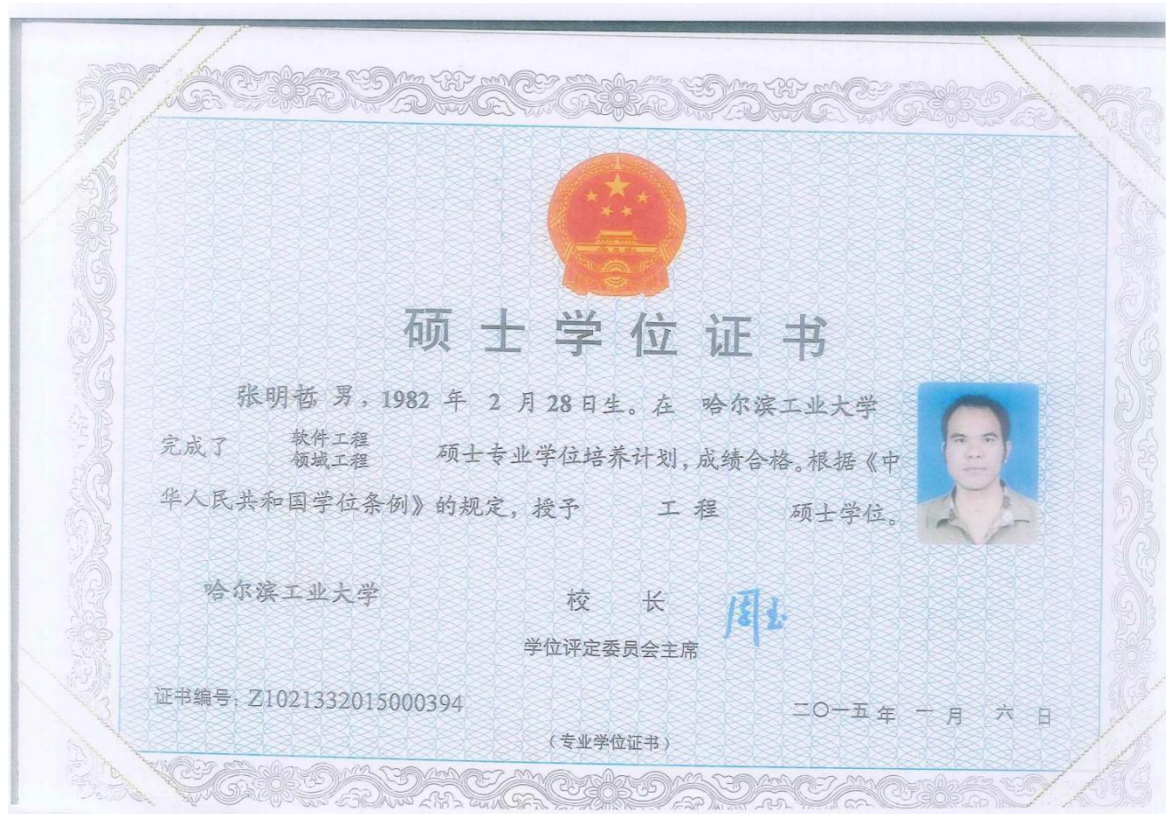 硕士学位证书
张明哲 男，1982 年 2 月 28 日生。在 哈尔滨工业大学
完成了 软件工程 领域工程 硕士专业学位培养计划，成绩合格。根据《中
华人民共和国学位条例》的规定，授予 工程 硕士学位。
哈尔滨工业大学
校 长 周玉
学位评定委员会主席
证书编号：Z1021332015000394
二〇一五 年 一 月 六 日
（专业学位证书）